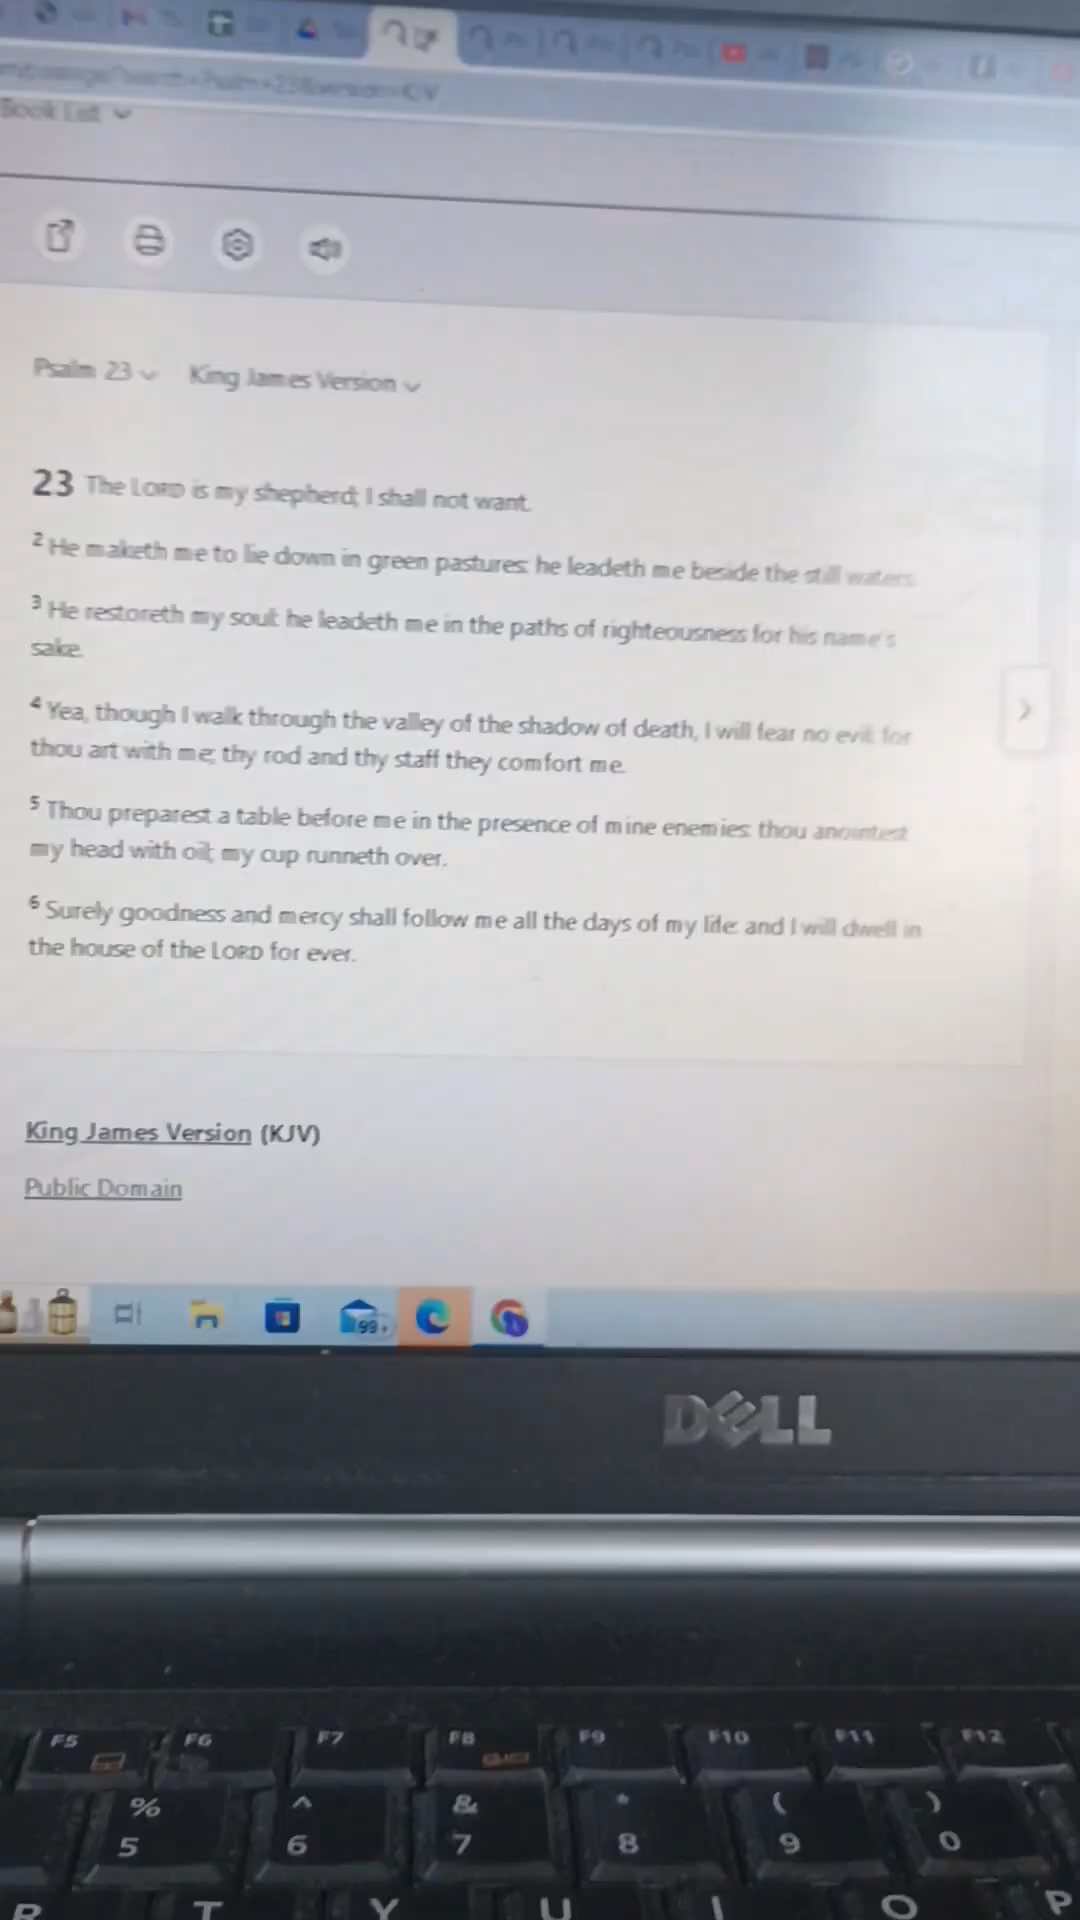 Book List
Psalm 23 King James Version
23 The LORD is my shepherd; I shall not want.
2 He maketh me to lie down in green pastures: he leadeth me beside the still waters.
3 He restoreth my soul: he leadeth me in the paths of righteousness for his name's
sake.
4 Yea, though I walk through the valley of the shadow of death, I will fear no evil: for
thou art with me; thy rod and thy staff they comfort me.
5 Thou preparest a table before me in the presence of mine enemies: thou anointest
my head with oil; my cup runneth over.
6 Surely goodness and mercy shall follow me all the days of my life: and I will dwell in
the house of the LORD for ever.
King James Version (KJV)
Public Domain
99+
DELL
F5 F6 F7 F8 F9 F10 F11 F12
% ^ & * ( )
5 6 7 8 9 0
R T Y U I O P